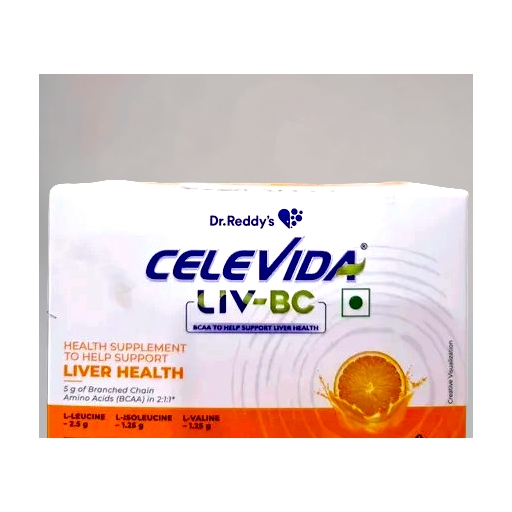 Dr.Reddy's
CELEVIDA®
LIV-BC
BCAA TO HELP SUPPORT LIVER HEALTH
HEALTH SUPPLEMENT
TO HELP SUPPORT
LIVER HEALTH
5 g of Branched Chain
Amino Acids (BCAA) in 2:1:1*
L-LEUCINE L-ISOLEUCINE L-VALINE
- 2.5 g - 1.25 g - 1.25 g
Creative Visualization